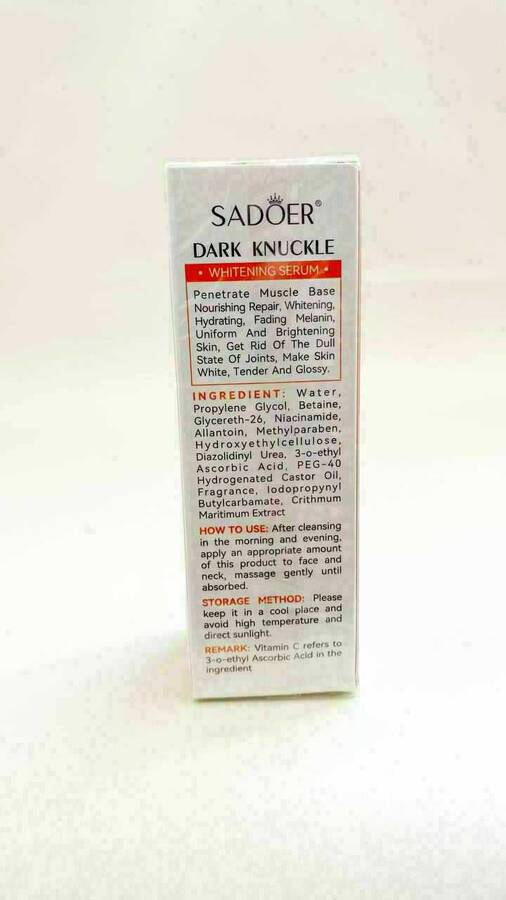 SADOER®
DARK KNUCKLE
• WHITENING SERUM •
Penetrate Muscle Base
Nourishing Repair, Whitening,
Hydrating, Fading Melanin,
Uniform And Brightening
Skin, Get Rid Of The Dull
State Of Joints, Make Skin
White, Tender And Glossy.
INGREDIENT: Water,
Propylene Glycol, Betaine,
Glycereth-26, Niacinamide,
Allantoin, Methylparaben,
Hydroxyethylcellulose,
Diazolidinyl Urea, 3-o-ethyl
Ascorbic Acid, PEG-40
Hydrogenated Castor Oil,
Fragrance, Iodopropynyl
Butylcarbamate, Crithmum
Maritimum Extract
HOW TO USE: After cleansing
in the morning and evening,
apply an appropriate amount
of this product to face and
neck, massage gently until
absorbed.
STORAGE METHOD: Please
keep it in a cool place and
avoid high temperature and
direct sunlight.
REMARK: Vitamin C refers to
3-o-ethyl Ascorbic Acid in the
ingredient